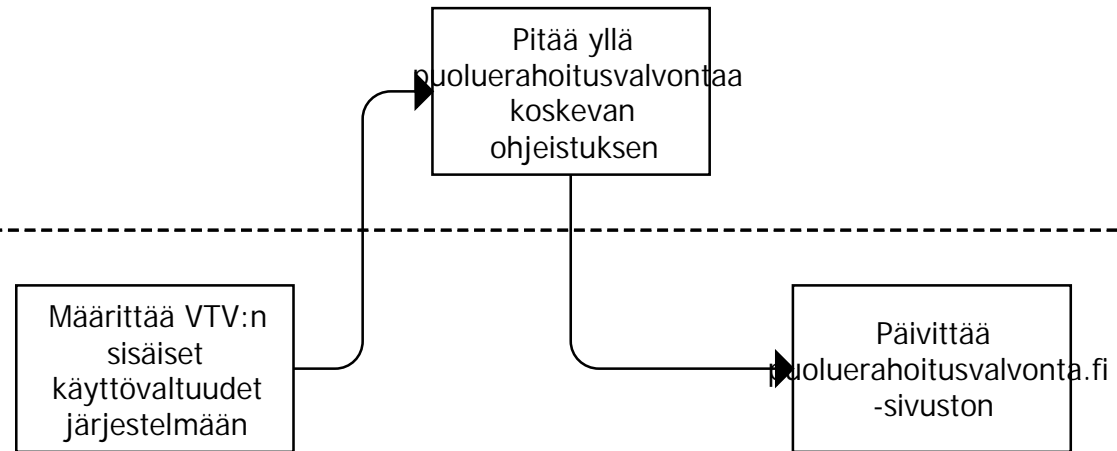 Pitää yllä
puoluerahoitusvalvontaa
koskevan
ohjeistuksen
Määrittää VTV:n
sisäiset
käyttövaltuudet
järjestelmään
Päivittää
puoluerahoitusvalvonta.fi
-sivuston